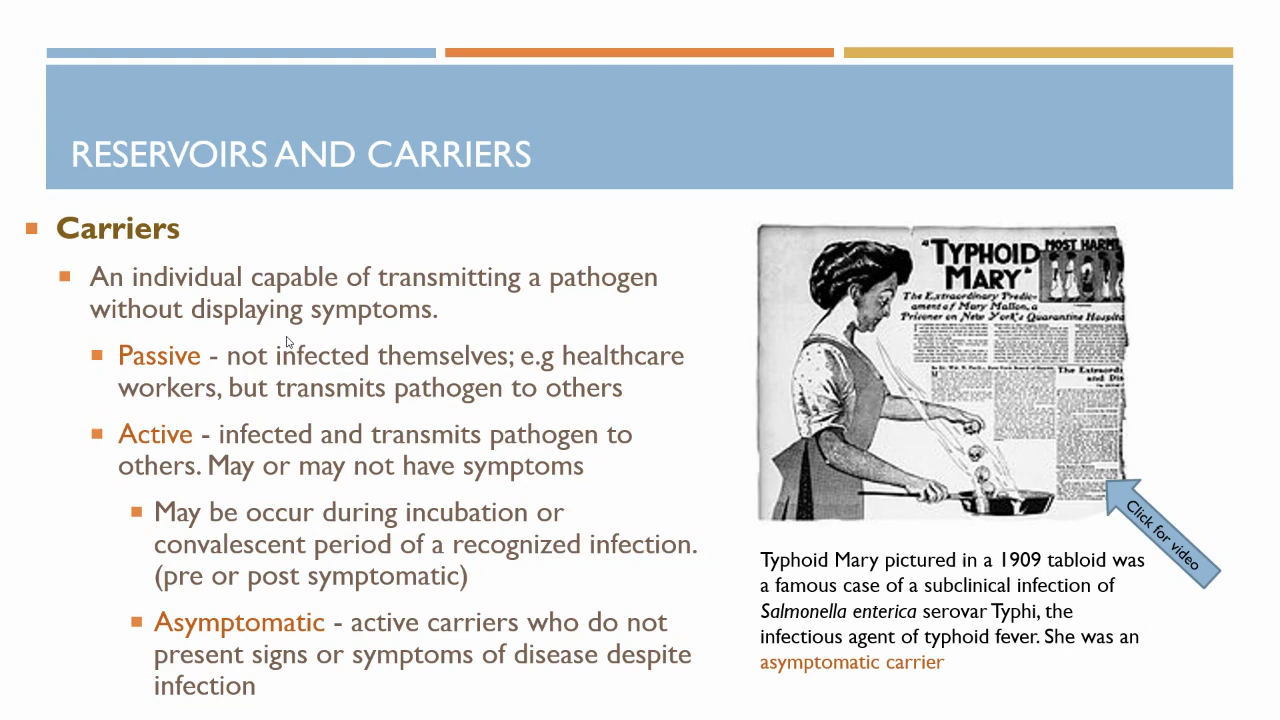 RESERVOIRS AND CARRIERS
Carriers
An individual capable of transmitting a pathogen
without displaying symptoms.
Passive - not infected themselves; e.g healthcare
workers, but transmits pathogen to others
Active - infected and transmits pathogen to
others. May or may not have symptoms
May be occur during incubation or
convalescent period of a recognized infection.
(pre or post symptomatic)
Asymptomatic - active carriers who do not
present signs or symptoms of disease despite
infection
"TYPHOID
MARY"
MOST HARM
The Extraordinary Predic-
ament of Mary Mallon, a
Prisoner on New York's Quarantine Hospita
The Extraordi
and Dis
Click for video
Typhoid Mary pictured in a 1909 tabloid was
a famous case of a subclinical infection of
Salmonella enterica serovar Typhi, the
infectious agent of typhoid fever. She was an
asymptomatic carrier